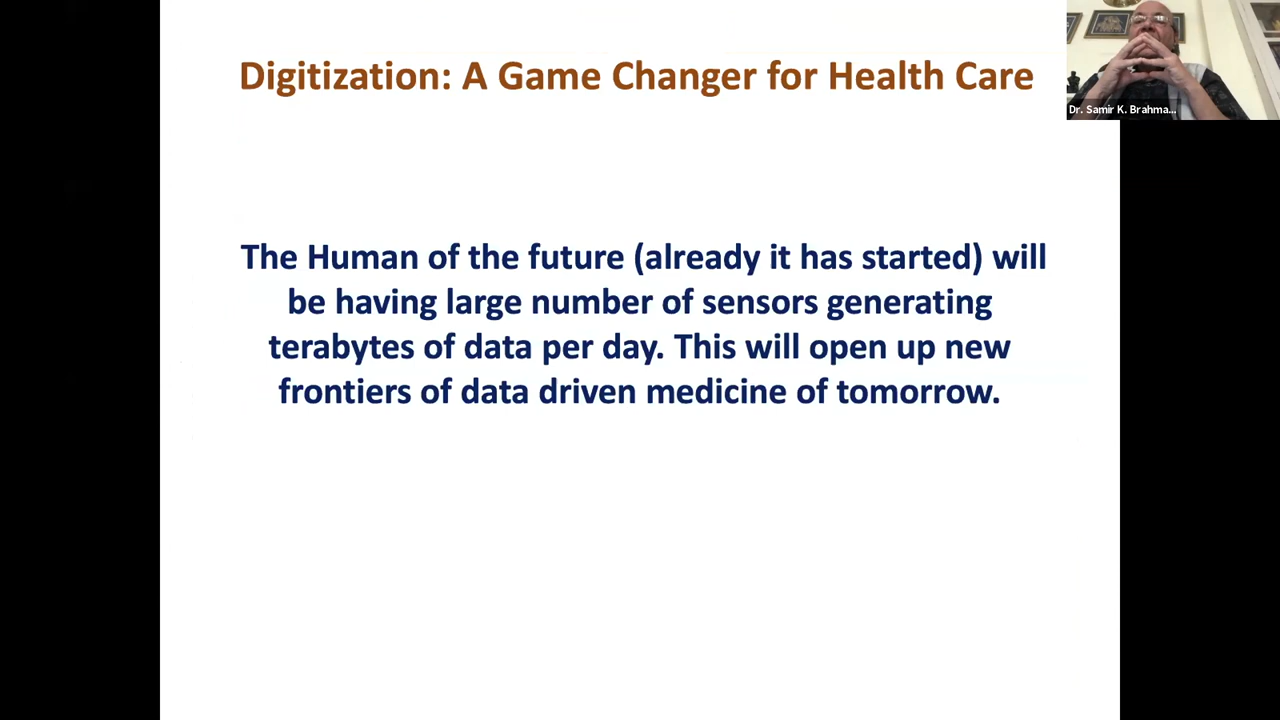 Digitization: A Game Changer for Health Care
Dr. Samir K. Brahma...
The Human of the future (already it has started) will
be having large number of sensors generating
terabytes of data per day. This will open up new
frontiers of data driven medicine of tomorrow.